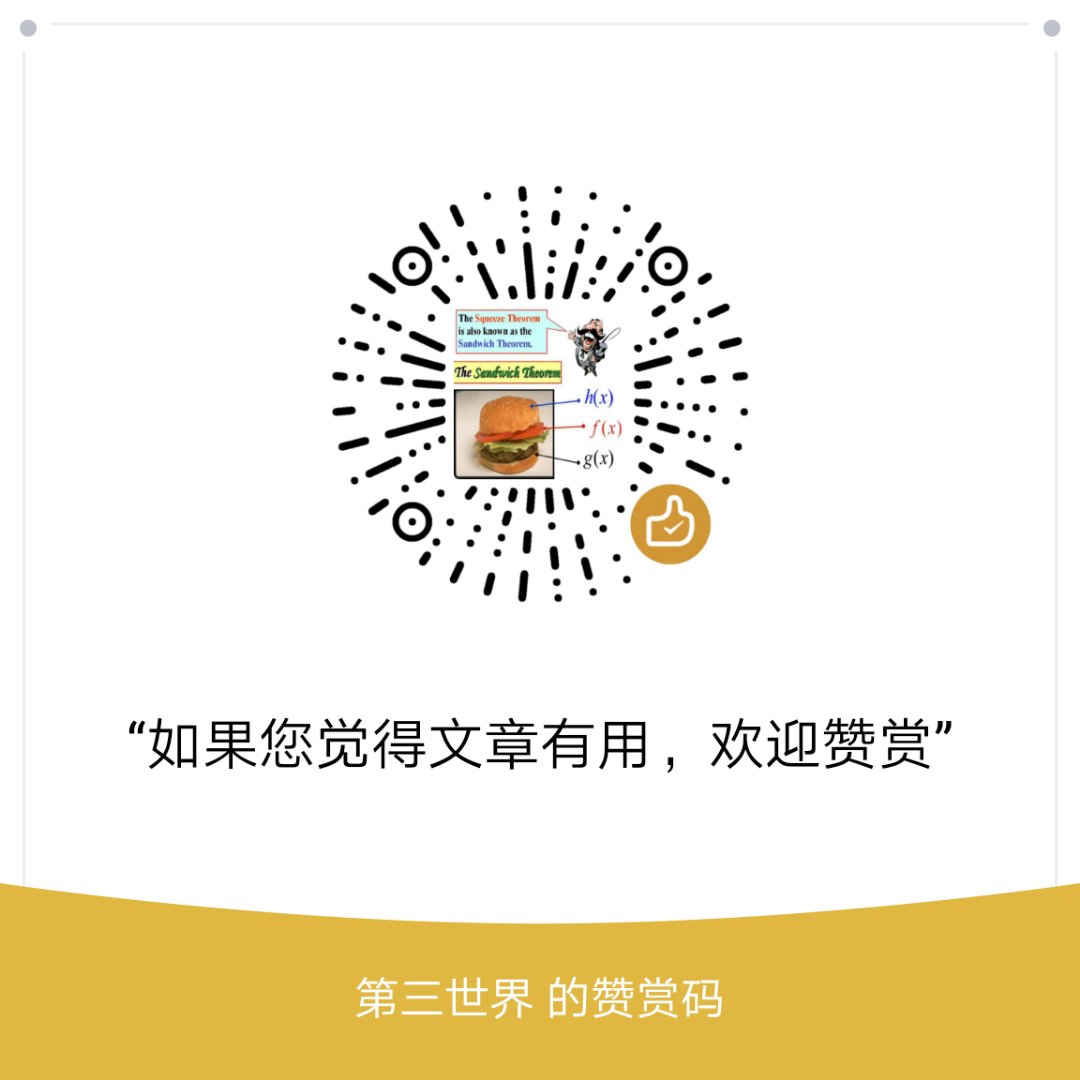 The Squeeze Theorem
is also known as the
Sandwich Theorem.
The Sandwich Theorem
h(x)
f(x)
g(x)
“如果您觉得文章有用，欢迎赞赏”
第三世界 的赞赏码